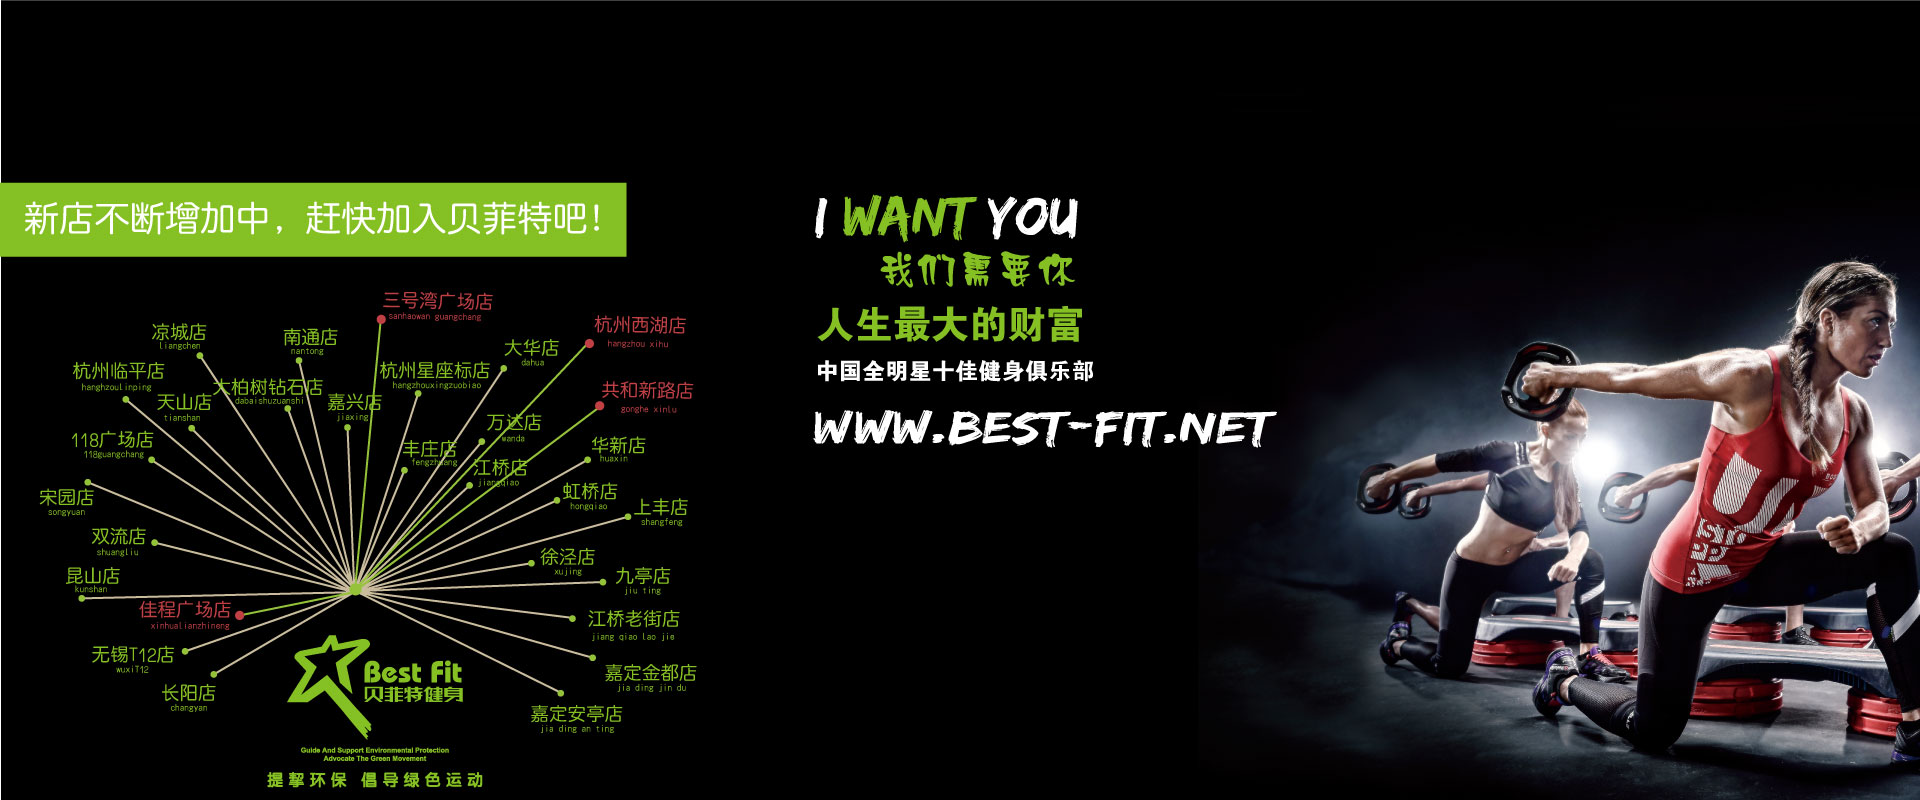 新店不断增加中，赶快加入贝菲特吧！
I WANT YOU
我们需要你
人生最大的财富
中国全明星十佳健身俱乐部
WWW.BEST-FIT.NET
三号湾广场店
sanhaowan guangchang
杭州西湖店
hangzhou xihu
凉城店
liangchen
南通店
nantong
大华店
dahua
杭州临平店
hanghzoulinping
大柏树钻石店
dabaishuzuanshi
杭州星座标店
hangzhouxingzuobiao
共和新路店
gonghe xinlu
天山店
tianshan
嘉兴店
jiaxing
万达店
wanda
118广场店
118guangchang
丰庄店
fengzhuang
华新店
huaxin
江桥店
jiangqiao
宋园店
songyuan
虹桥店
hongqiao
上丰店
shangfeng
双流店
shuangliu
徐泾店
xujing
昆山店
kunshan
九亭店
jiu ting
佳程广场店
xinhualianzhineng
江桥老街店
jiang qiao lao jie
无锡T12店
wuxiT12
嘉定金都店
jia ding jin du
长阳店
changyan
嘉定安亭店
jia ding an ting
Best Fit
贝菲特健身
Guide And Support Environmental Protection
Advocate The Green Movement
提挈环保 倡导绿色运动